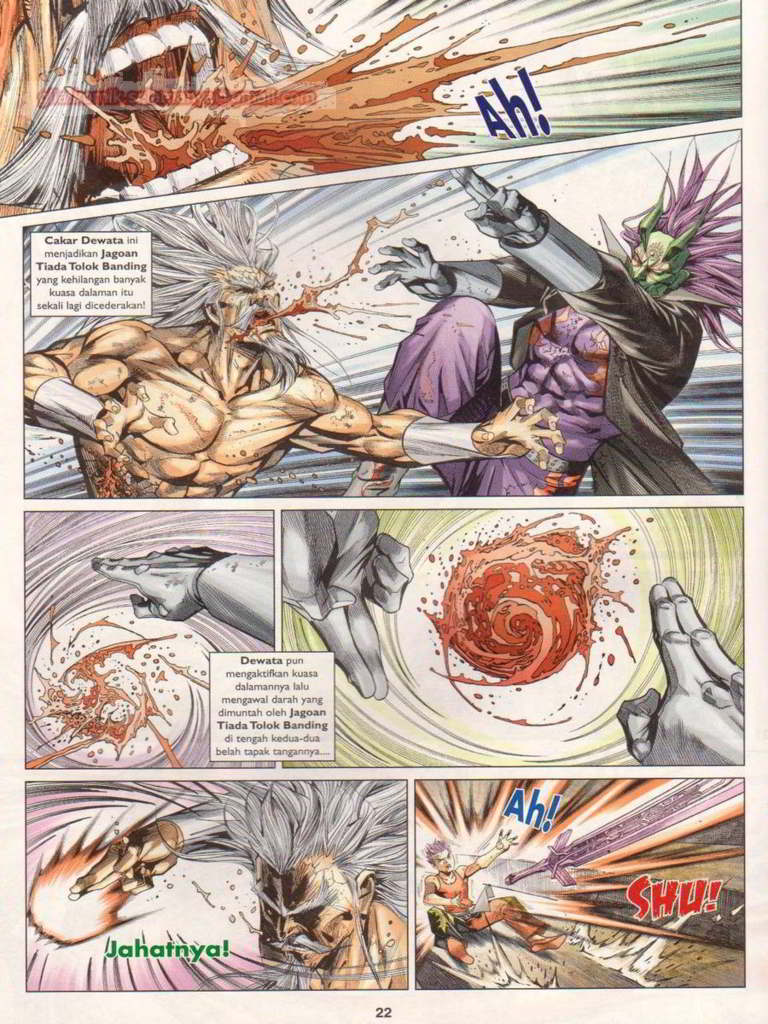 Ah!
Cakar Dewata ini
menjadikan Jagoan
Tiada Tolok Banding
yang kehilangan banyak
kuasa dalaman itu
sekali lagi dicederakan!
Dewata pun
mengaktifkan kuasa
dalamannya lalu
mengawal darah yang
dimuntah oleh Jagoan
Tiada Tolok Banding
di tengah kedua-dua
belah tapak tangannya....
Jahatnya!
Ah!
SHU!
22